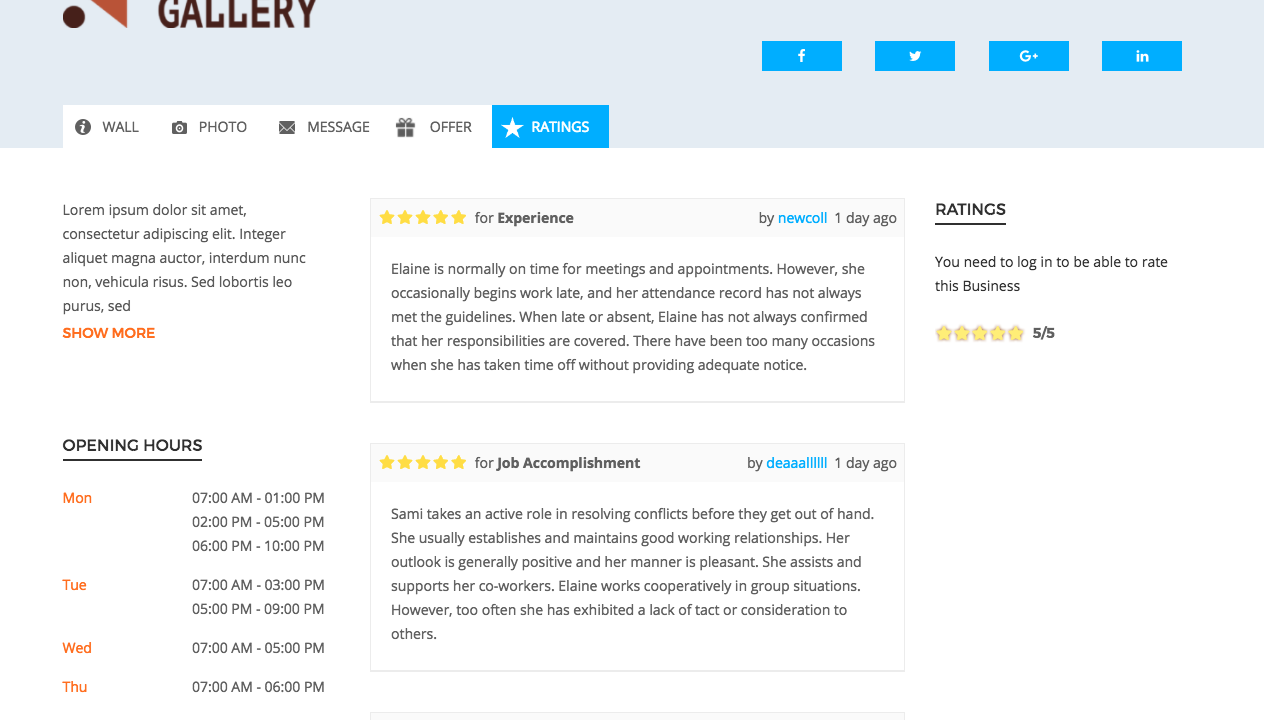 GALLERY
WALL
PHOTO
MESSAGE
OFFER
RATINGS
Lorem ipsum dolor sit amet,
consectetur adipiscing elit. Integer
aliquet magna auctor, interdum nunc
non, vehicula risus. Sed lobortis leo
purus, sed
SHOW MORE
OPENING HOURS
Mon 07:00 AM - 01:00 PM
02:00 PM - 05:00 PM
06:00 PM - 10:00 PM
Tue 07:00 AM - 03:00 PM
05:00 PM - 09:00 PM
Wed 07:00 AM - 05:00 PM
Thu 07:00 AM - 06:00 PM
for Experience by newcoll 1 day ago
Elaine is normally on time for meetings and appointments. However, she
occasionally begins work late, and her attendance record has not always
met the guidelines. When late or absent, Elaine has not always confirmed
that her responsibilities are covered. There have been too many occasions
when she has taken time off without providing adequate notice.
for Job Accomplishment by deaaallllll 1 day ago
Sami takes an active role in resolving conflicts before they get out of hand.
She usually establishes and maintains good working relationships. Her
outlook is generally positive and her manner is pleasant. She assists and
supports her co-workers. Elaine works cooperatively in group situations.
However, too often she has exhibited a lack of tact or consideration to
others.
RATINGS
You need to log in to be able to rate
this Business
5/5